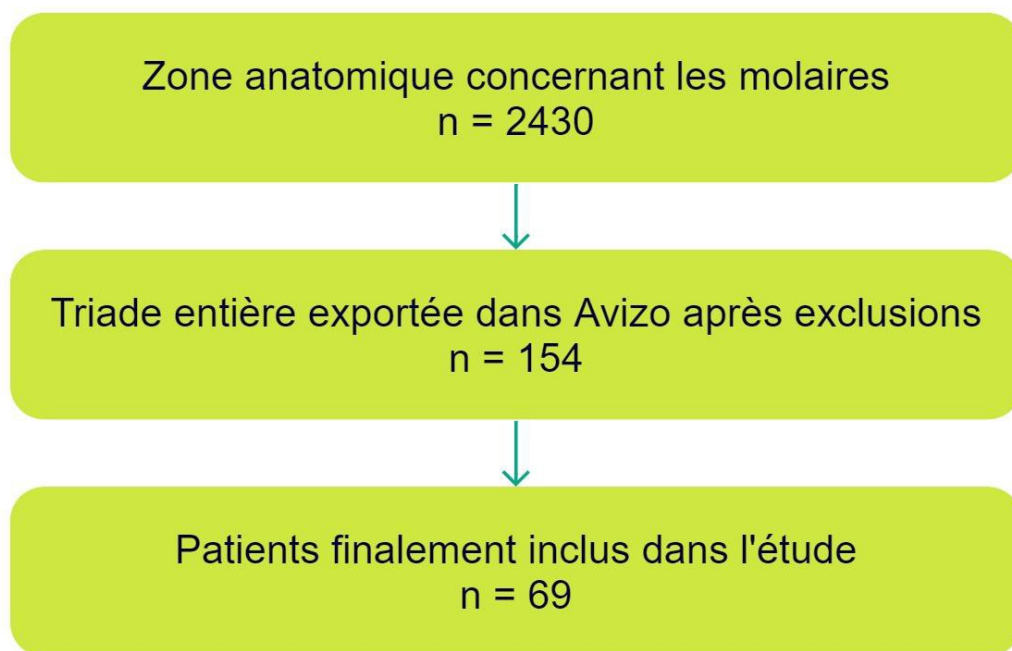 Zone anatomique concernant les molaires
n = 2430
Triade entière exportée dans Avizo après exclusions
n = 154
Patients finalement inclus dans l'étude
n = 69